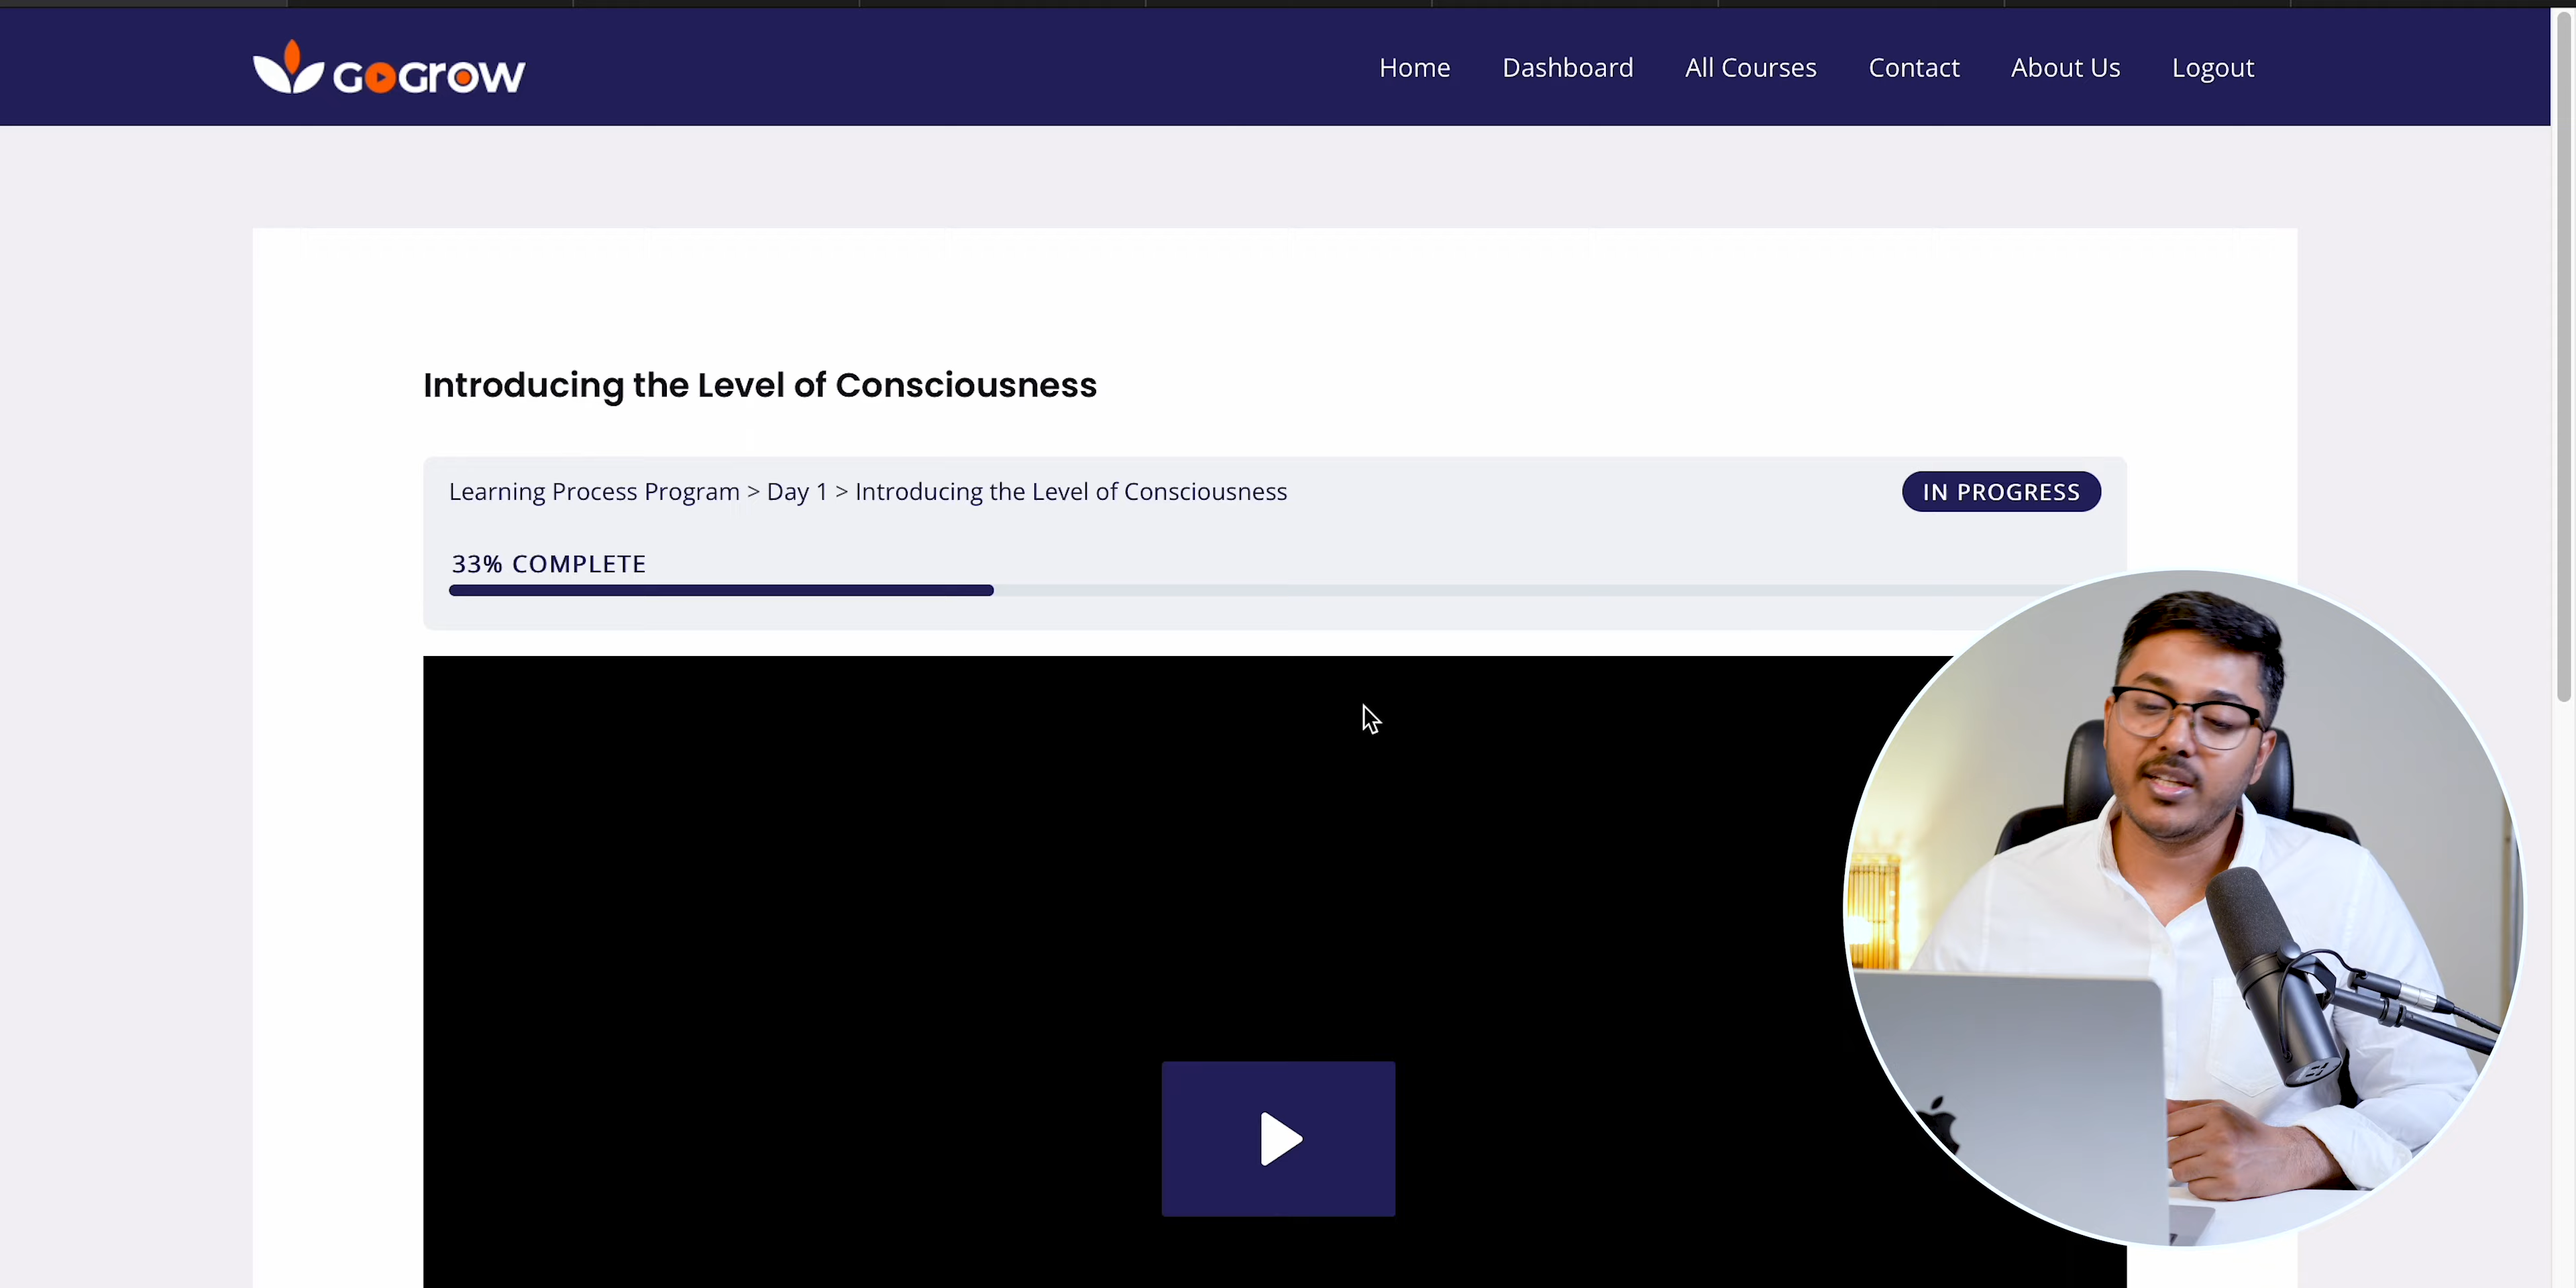 GOGROW
Home Dashboard All Courses Contact About Us Logout
Introducing the Level of Consciousness
Learning Process Program > Day 1 > Introducing the Level of Consciousness
IN PROGRESS
33% COMPLETE